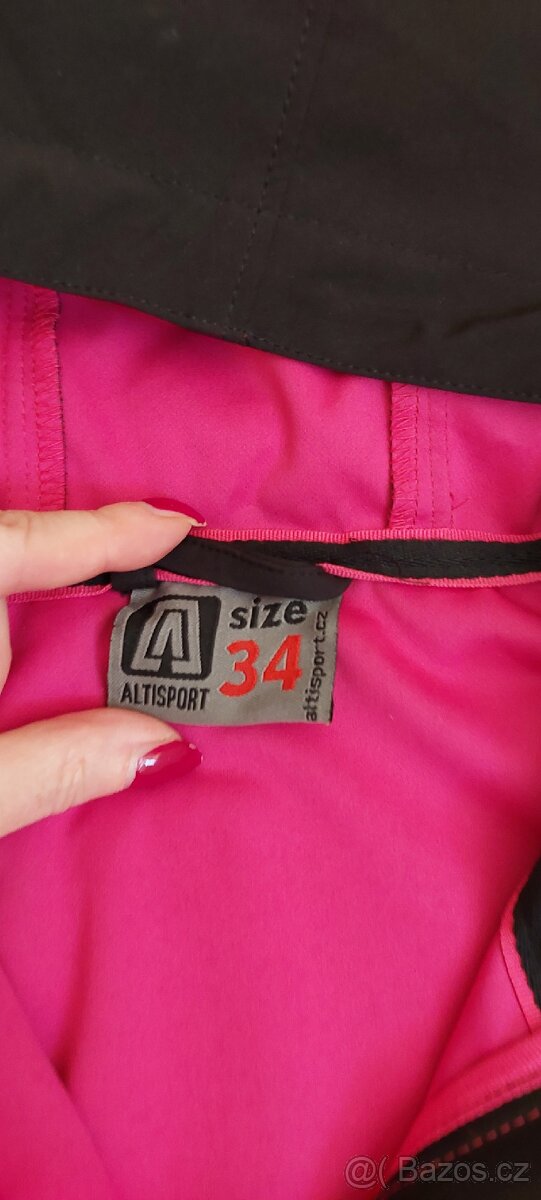 size
34
ALTISPORT
altisport.cz
@( Bazos.cz